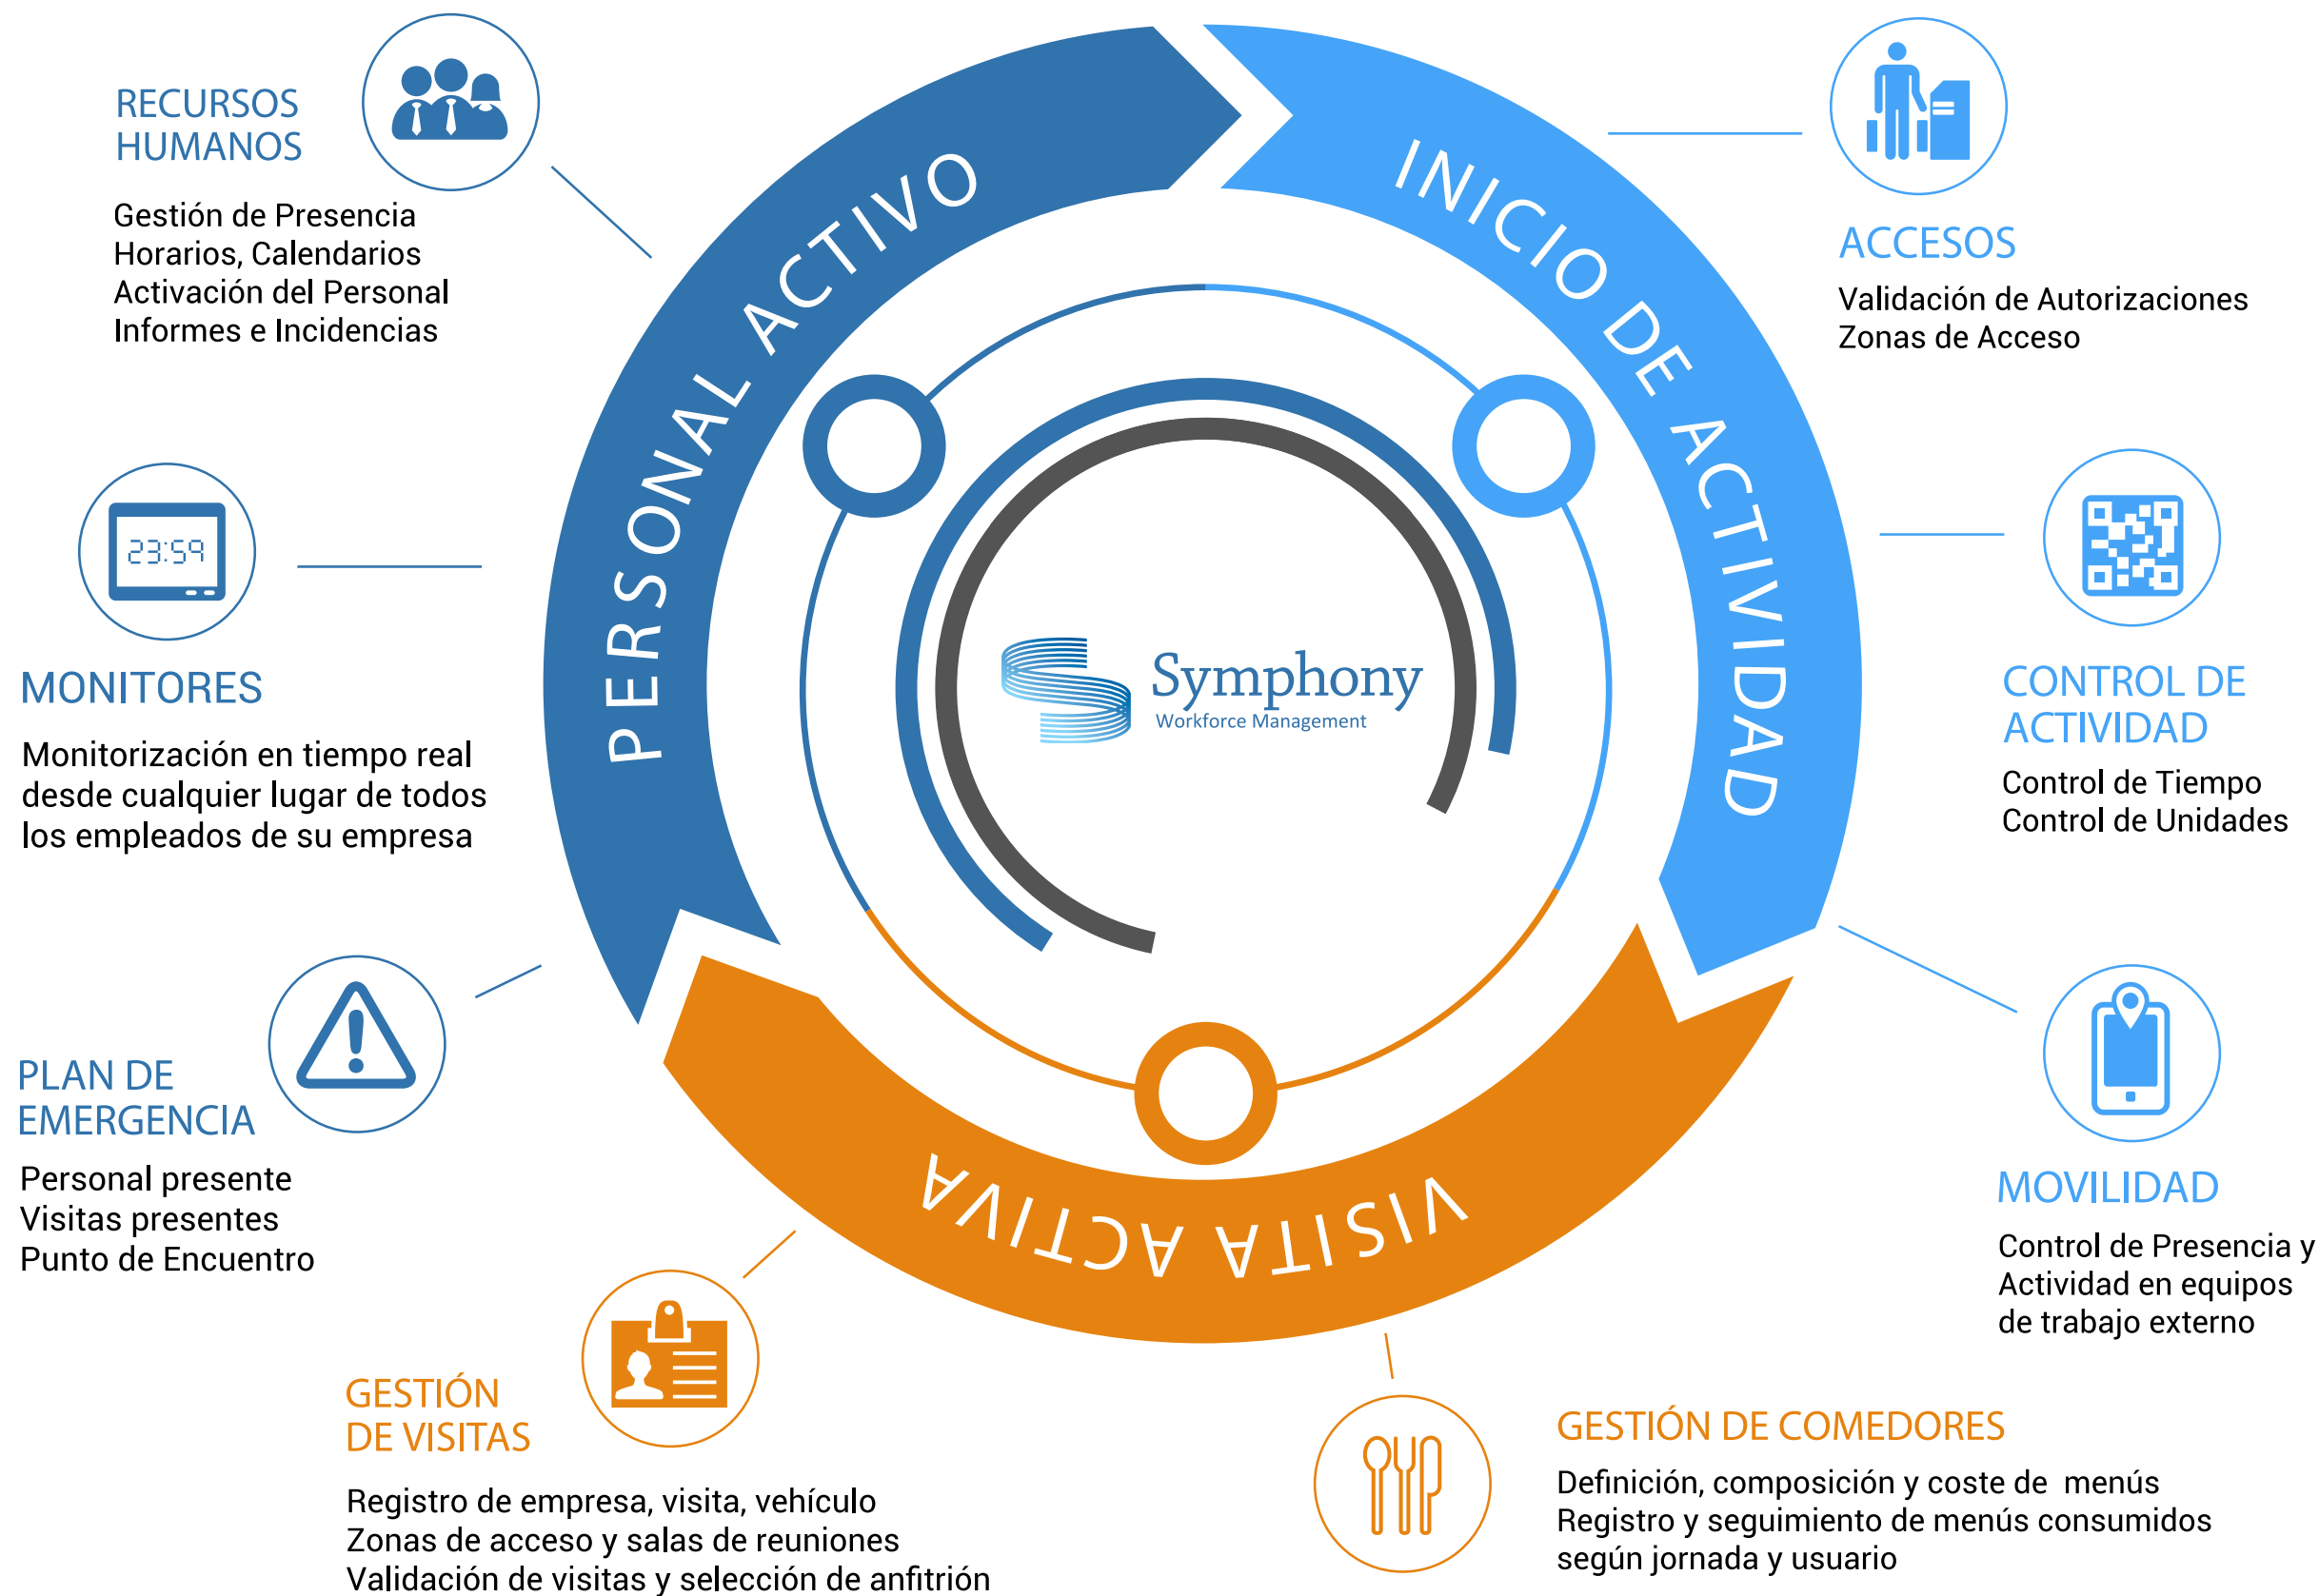 RECURSOS
HUMANOS
Gestión de Presencia
Horarios, Calendarios
Activación del Personal
Informes e Incidencias
23:59
MONITORES
Monitorización en tiempo real
desde cualquier lugar de todos
los empleados de su empresa
PLAN DE
EMERGENCIA
Personal presente
Visitas presentes
Punto de Encuentro
GESTIÓN
DE VISITAS
Registro de empresa, visita, vehículo
Zonas de acceso y salas de reuniones
Validación de visitas y selección de anfitrión
PERSONAL ACTIVO
INICIO DE ACTIVIDAD
VISITA ACTIVA
Symphony
Workforce Management
ACCESOS
Validación de Autorizaciones
Zonas de Acceso
CONTROL DE
ACTIVIDAD
Control de Tiempo
Control de Unidades
MOVILIDAD
Control de Presencia y
Actividad en equipos
de trabajo externo
GESTIÓN DE COMEDORES
Definición, composición y coste de menús
Registro y seguimiento de menús consumidos
según jornada y usuario